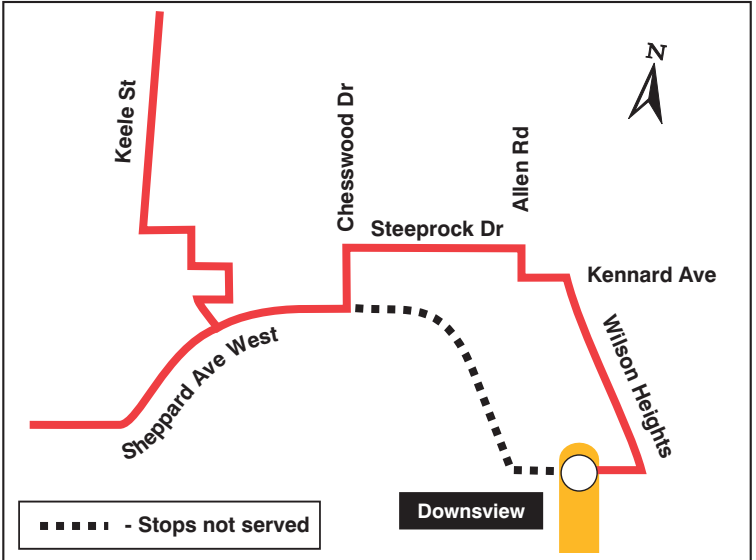 N
Keele St
Chesswood Dr
Allen Rd
Steeprock Dr
Kennard Ave
Wilson Heights
Sheppard Ave West
Downsview
- Stops not served